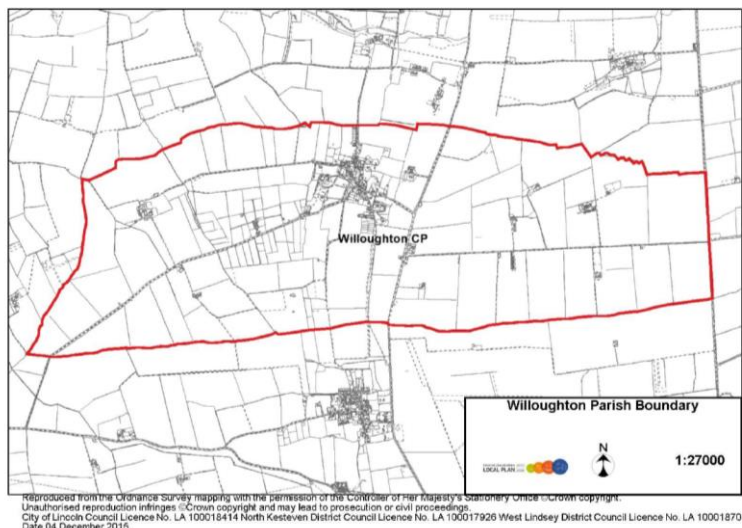 Willoughton CP
Willoughton Parish Boundary
N
LOCAL PLAN
1:27000
Reproduced from the Ordnance Survey mapping with the permission of the Controller of Her Majesty's Stationery Office ©Crown copyright.
Unauthorised reproduction infringes ©Crown copyright and may lead to prosecution or civil proceedings.
City of Lincoln Council Licence No. LA 100018414 North Kesteven District Council Licence No. LA 100017926 West Lindsey District Council Licence No. LA 100018701
Date 04 December 2015